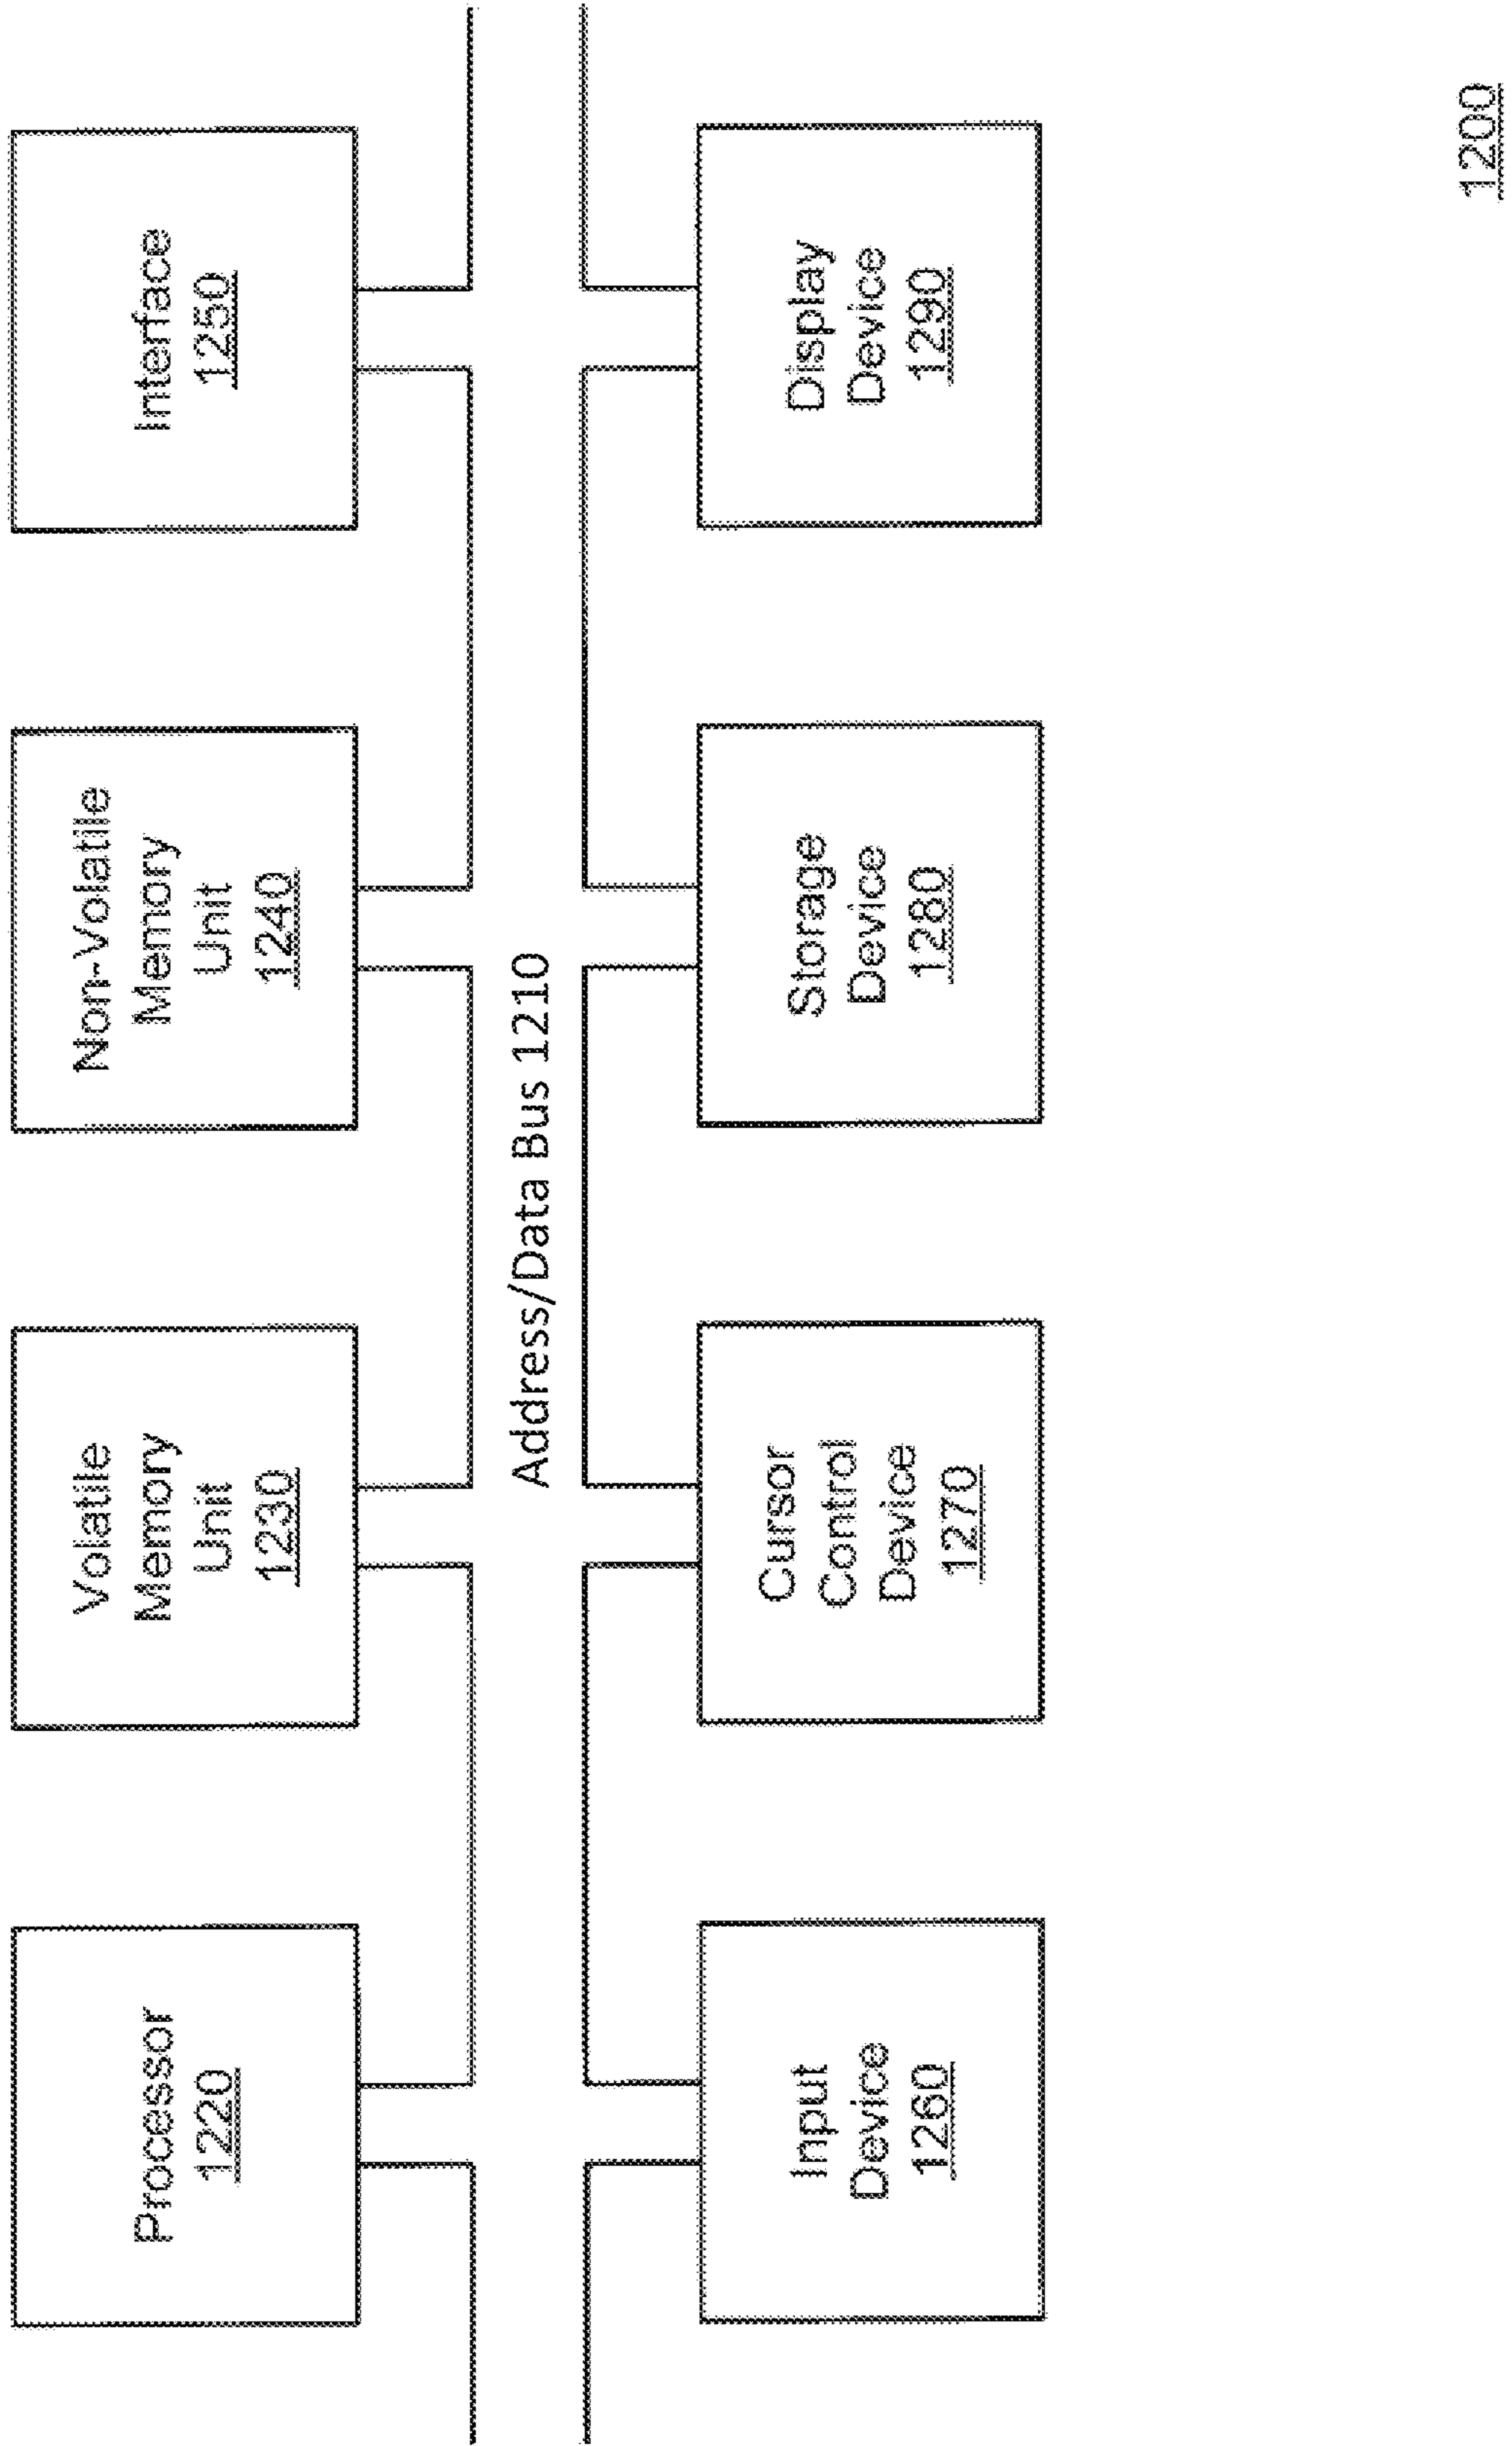 Processor
1220
Volatile
Memory
Unit
1230
Non-Volatile
Memory
Unit
1240
Interface
1250
Address/Data Bus 1210
Input
Device
1260
Cursor
Control
Device
1270
Storage
Device
1280
Display
Device
1290
1200